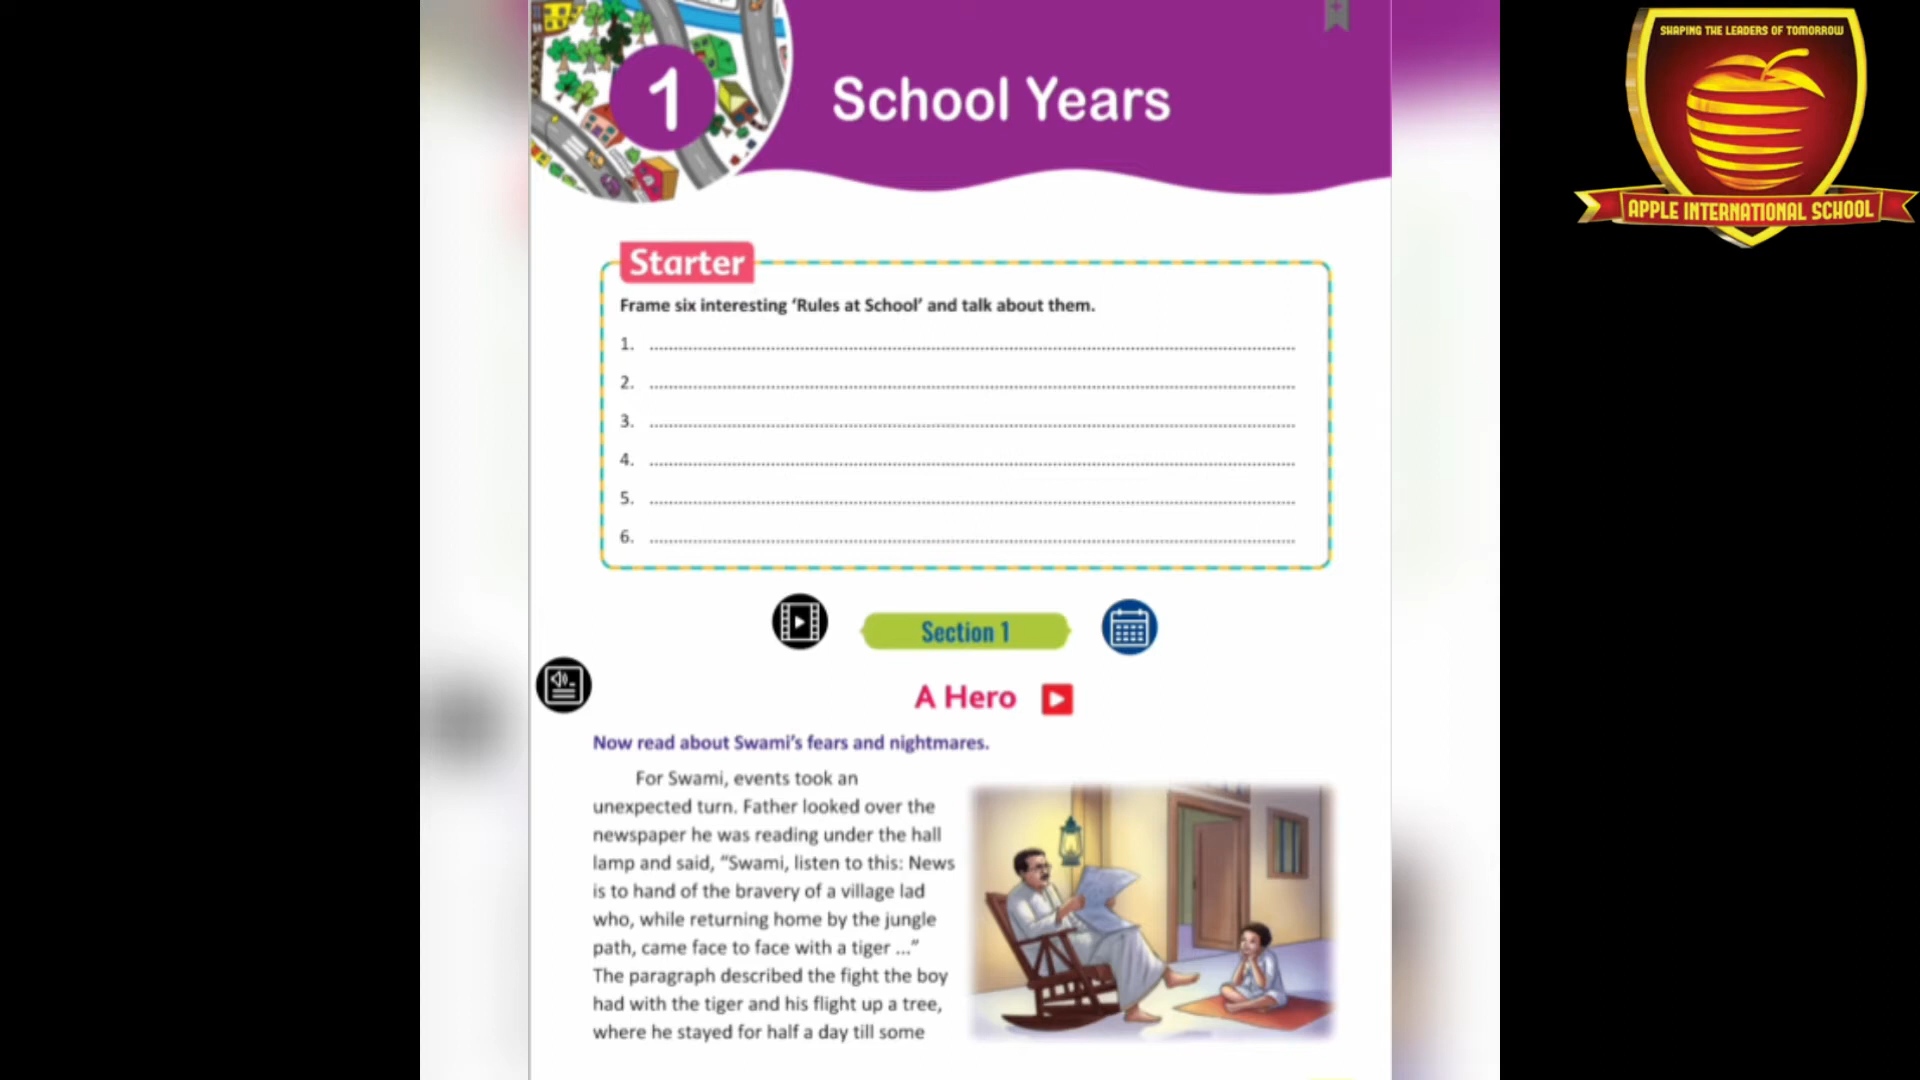 SHAPING THE LEADERS OF TOMORROW
APPLE INTERNATIONAL SCHOOL
1
School Years
Starter
Frame six interesting ‘Rules at School’ and talk about them.
1.
2.
3.
4.
5.
6.
Section 1
A Hero
Now read about Swami’s fears and nightmares.
For Swami, events took an
unexpected turn. Father looked over the
newspaper he was reading under the hall
lamp and said, “Swami, listen to this: News
is to hand of the bravery of a village lad
who, while returning home by the jungle
path, came face to face with a tiger ...”
The paragraph described the fight the boy
had with the tiger and his flight up a tree,
where he stayed for half a day till some